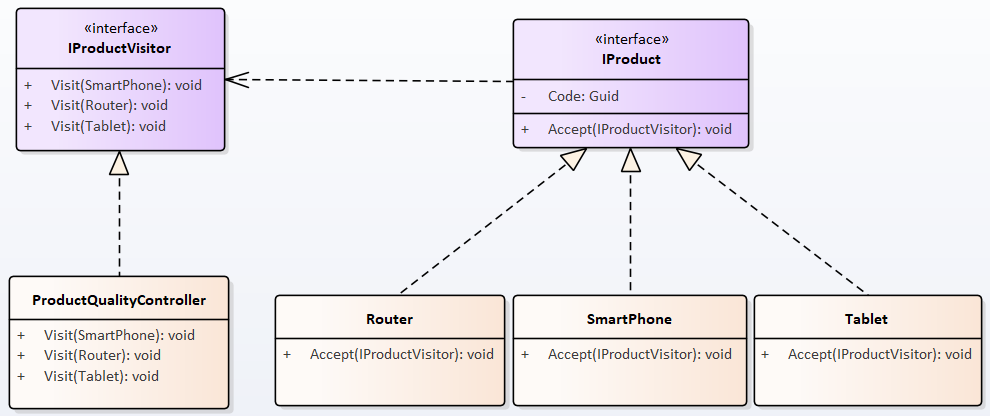 «interface»
IProductVisitor
+ Visit(SmartPhone): void
+ Visit(Router): void
+ Visit(Tablet): void
«interface»
IProduct
- Code: Guid
+ Accept(IProductVisitor): void
ProductQualityController
+ Visit(SmartPhone): void
+ Visit(Router): void
+ Visit(Tablet): void
Router
+ Accept(IProductVisitor): void
SmartPhone
+ Accept(IProductVisitor): void
Tablet
+ Accept(IProductVisitor): void